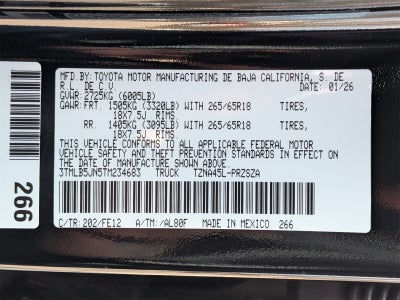 MFD.BY:TOYOTA MOTOR MANUFACTURING DE BAJA CALIFORNIA, S. DE
R.L. DE C.V. DATE: 01/26
GVWR: 2725KG (6005LB)
GAWR: FRT. 1505KG (3320LB) WITH 265/65R18 TIRES,
18X7.5J RIMS.
RR. 1405KG (3095LB) WITH 265/65R18 TIRES,
18X7.5J RIMS.
THIS VEHICLE CONFORMS TO ALL APPLICABLE FEDERAL MOTOR
VEHICLE SAFETY AND THEFT PREVENTION STANDARDS IN EFFECT ON
THE DATE OF MANUFACTURE SHOWN ABOVE.
3TMLB5JN5TM234683 TRUCK TZNA45L-PRZSZA
C/TR:202/FE12 A/TM:/AL80F MADE IN MEXICO 266
266